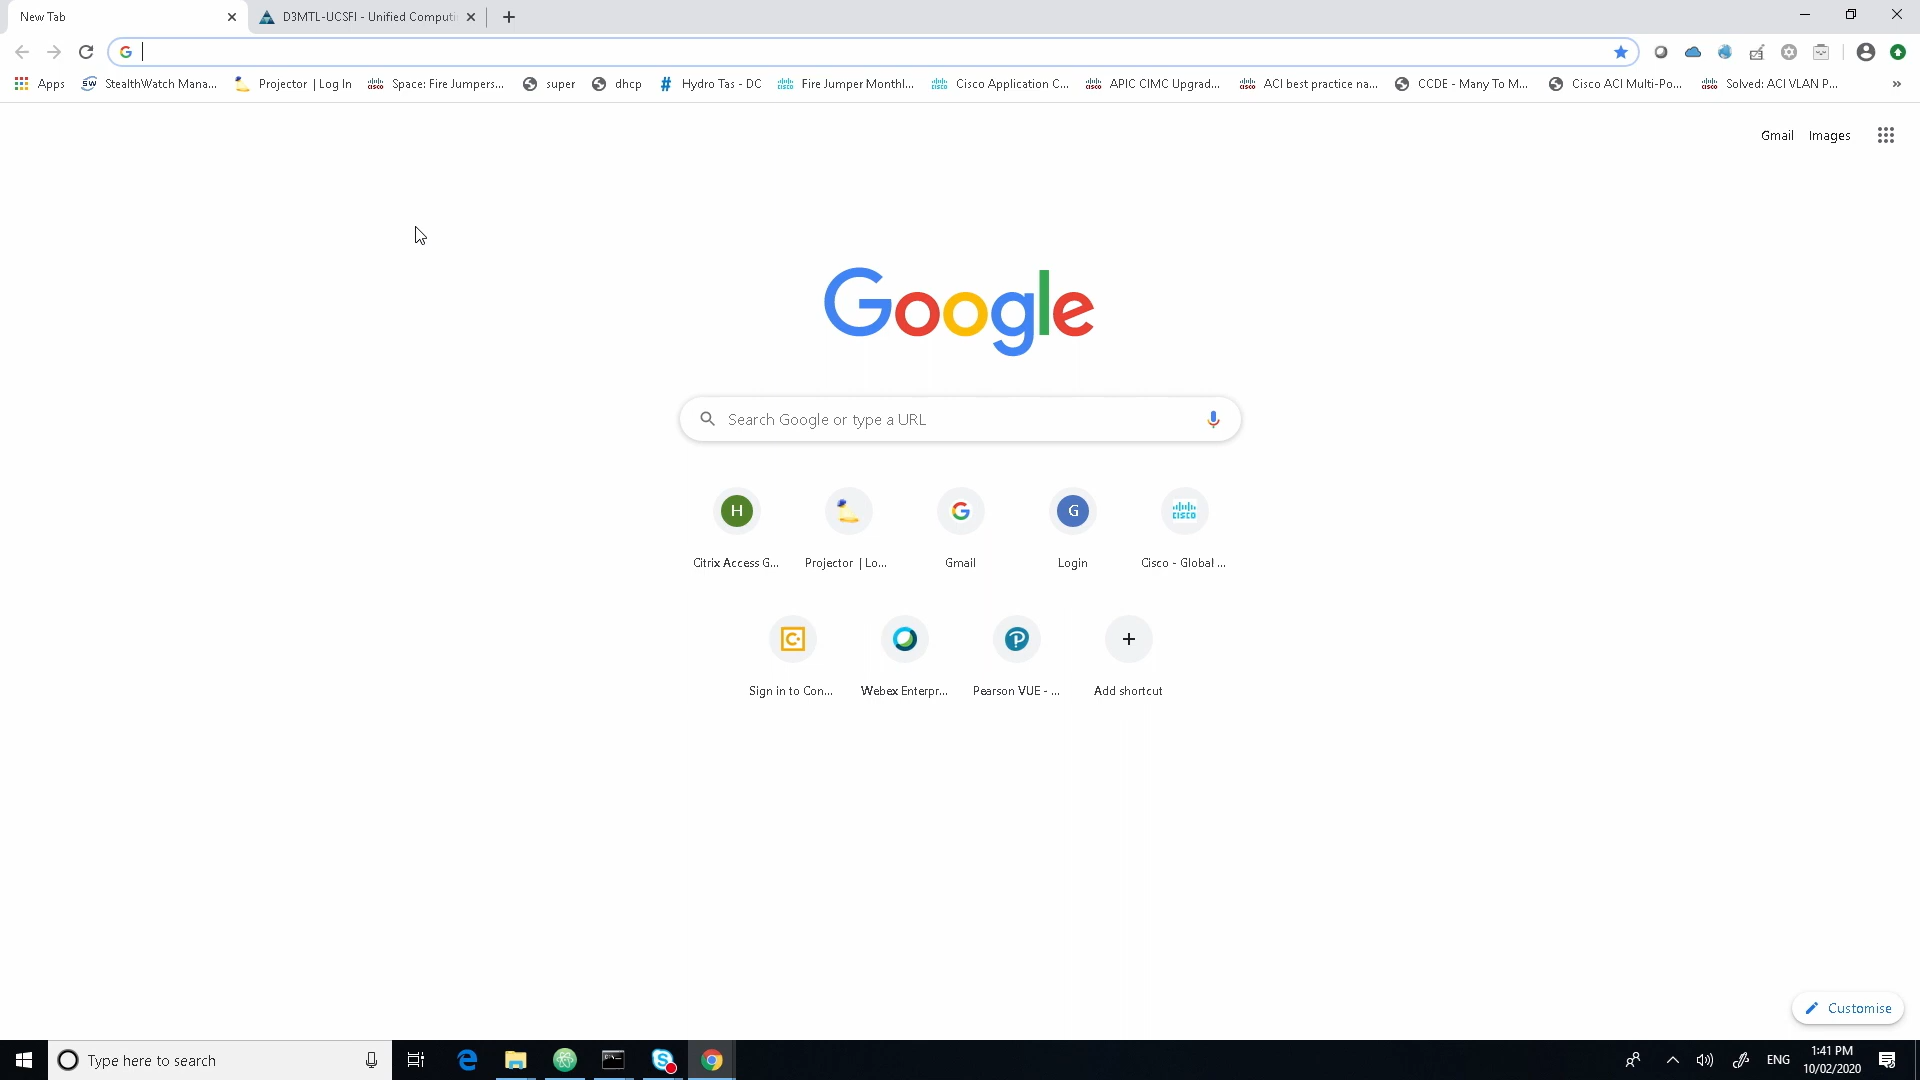 New Tab
D3MTL-UCSFI - Unified Computi
Apps
StealthWatch Mana...
Projector | Log In
Space: Fire Jumpers...
super
dhcp
Hydro Tas - DC
Fire Jumper Monthl...
Cisco Application C...
APIC CIMC Upgrad...
ACI best practice na...
CCDE - Many To M...
Cisco ACI Multi-Po...
Solved: ACI VLAN P...
»
Gmail
Images
Google
Search Google or type a URL
H
G
CISCO
Citrix Access G...
Projector | Lo...
Gmail
Login
Cisco - Global ...
Sign in to Con...
Webex Enterpr...
Pearson VUE - ...
Add shortcut
Customise
Type here to search
ENG
1:41 PM
10/02/2020